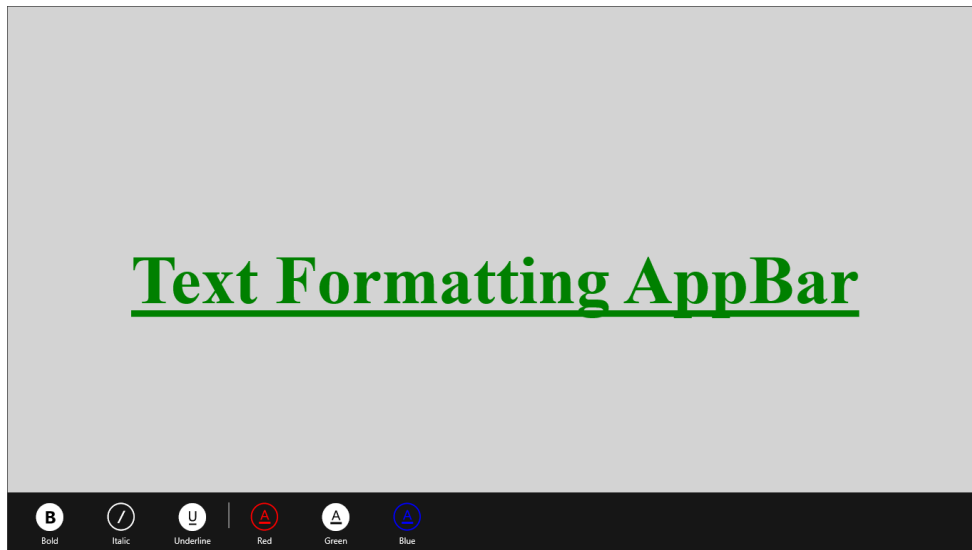 Text Formatting AppBar
B / U A A A
Bold Italic Underline Red Green Blue